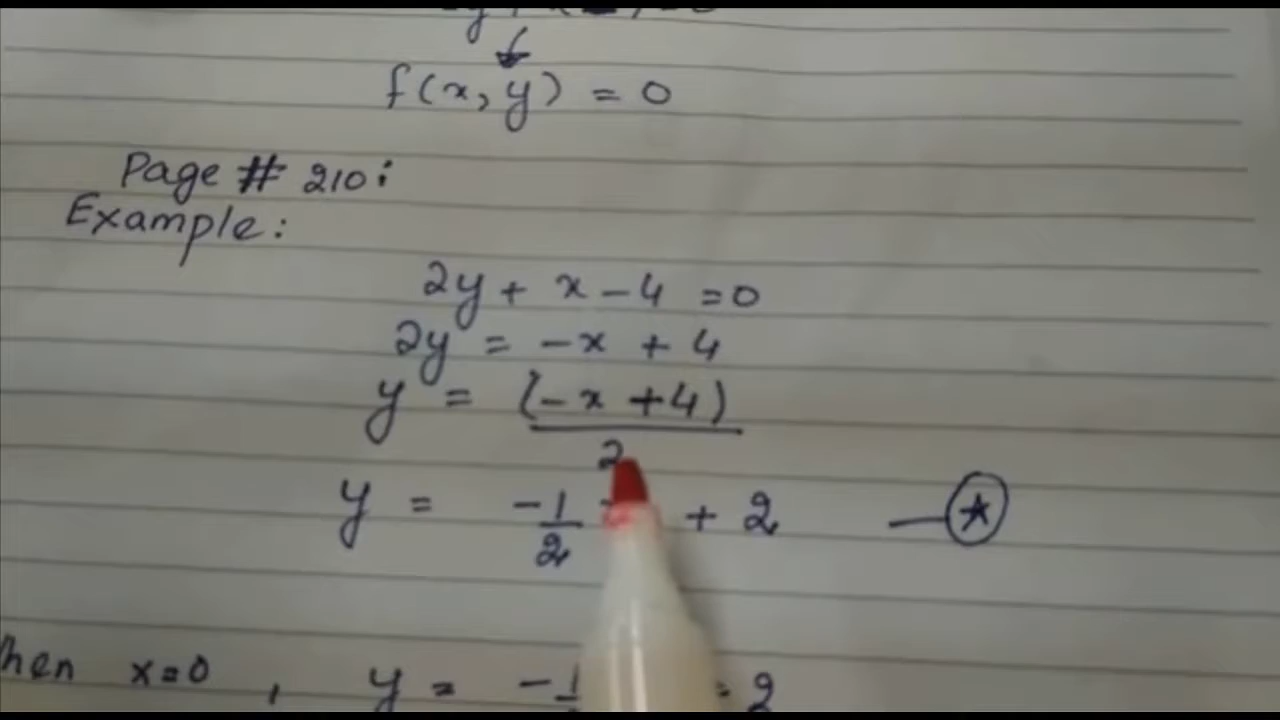 f(x, y) = 0
Page # 210:
Example:
2y + x - 4 = 0
2y = -x + 4
y = (-x + 4)
2
y = -1/2 + 2 —★
x=0, y = -1 = 2